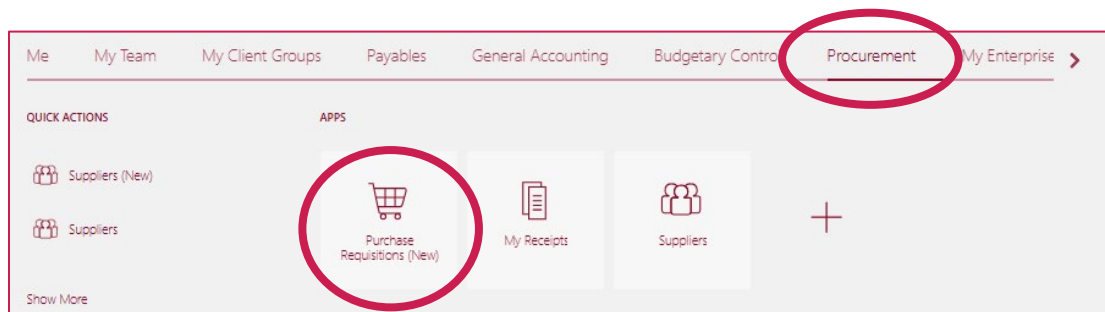 Me My Team My Client Groups Payables General Accounting Budgetary Contro Procurement My Enterprise
QUICK ACTIONS
APPS
Suppliers (New)
Suppliers
Purchase
Requisitions (New)
My Receipts
Suppliers
Show More